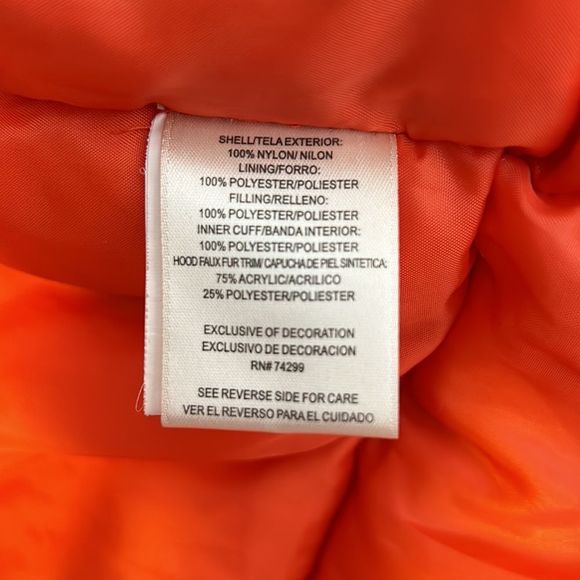 SHELL/TELA EXTERIOR:
100% NYLON/ NILON
LINING/FORRO:
100% POLYESTER/POLIESTER
FILLING/RELLENO:
100% POLYESTER/POLIESTER
INNER CUFF/BANDA INTERIOR:
100% POLYESTER/POLIESTER
HOOD FAUX FUR TRIM/ CAPUCHA DE PIEL SINTETICA:
75% ACRYLIC/ACRILICO
25% POLYESTER/POLIESTER
EXCLUSIVE OF DECORATION
EXCLUSIVO DE DECORACION
RN# 74299
SEE REVERSE SIDE FOR CARE
VER EL REVERSO PARA EL CUIDADO